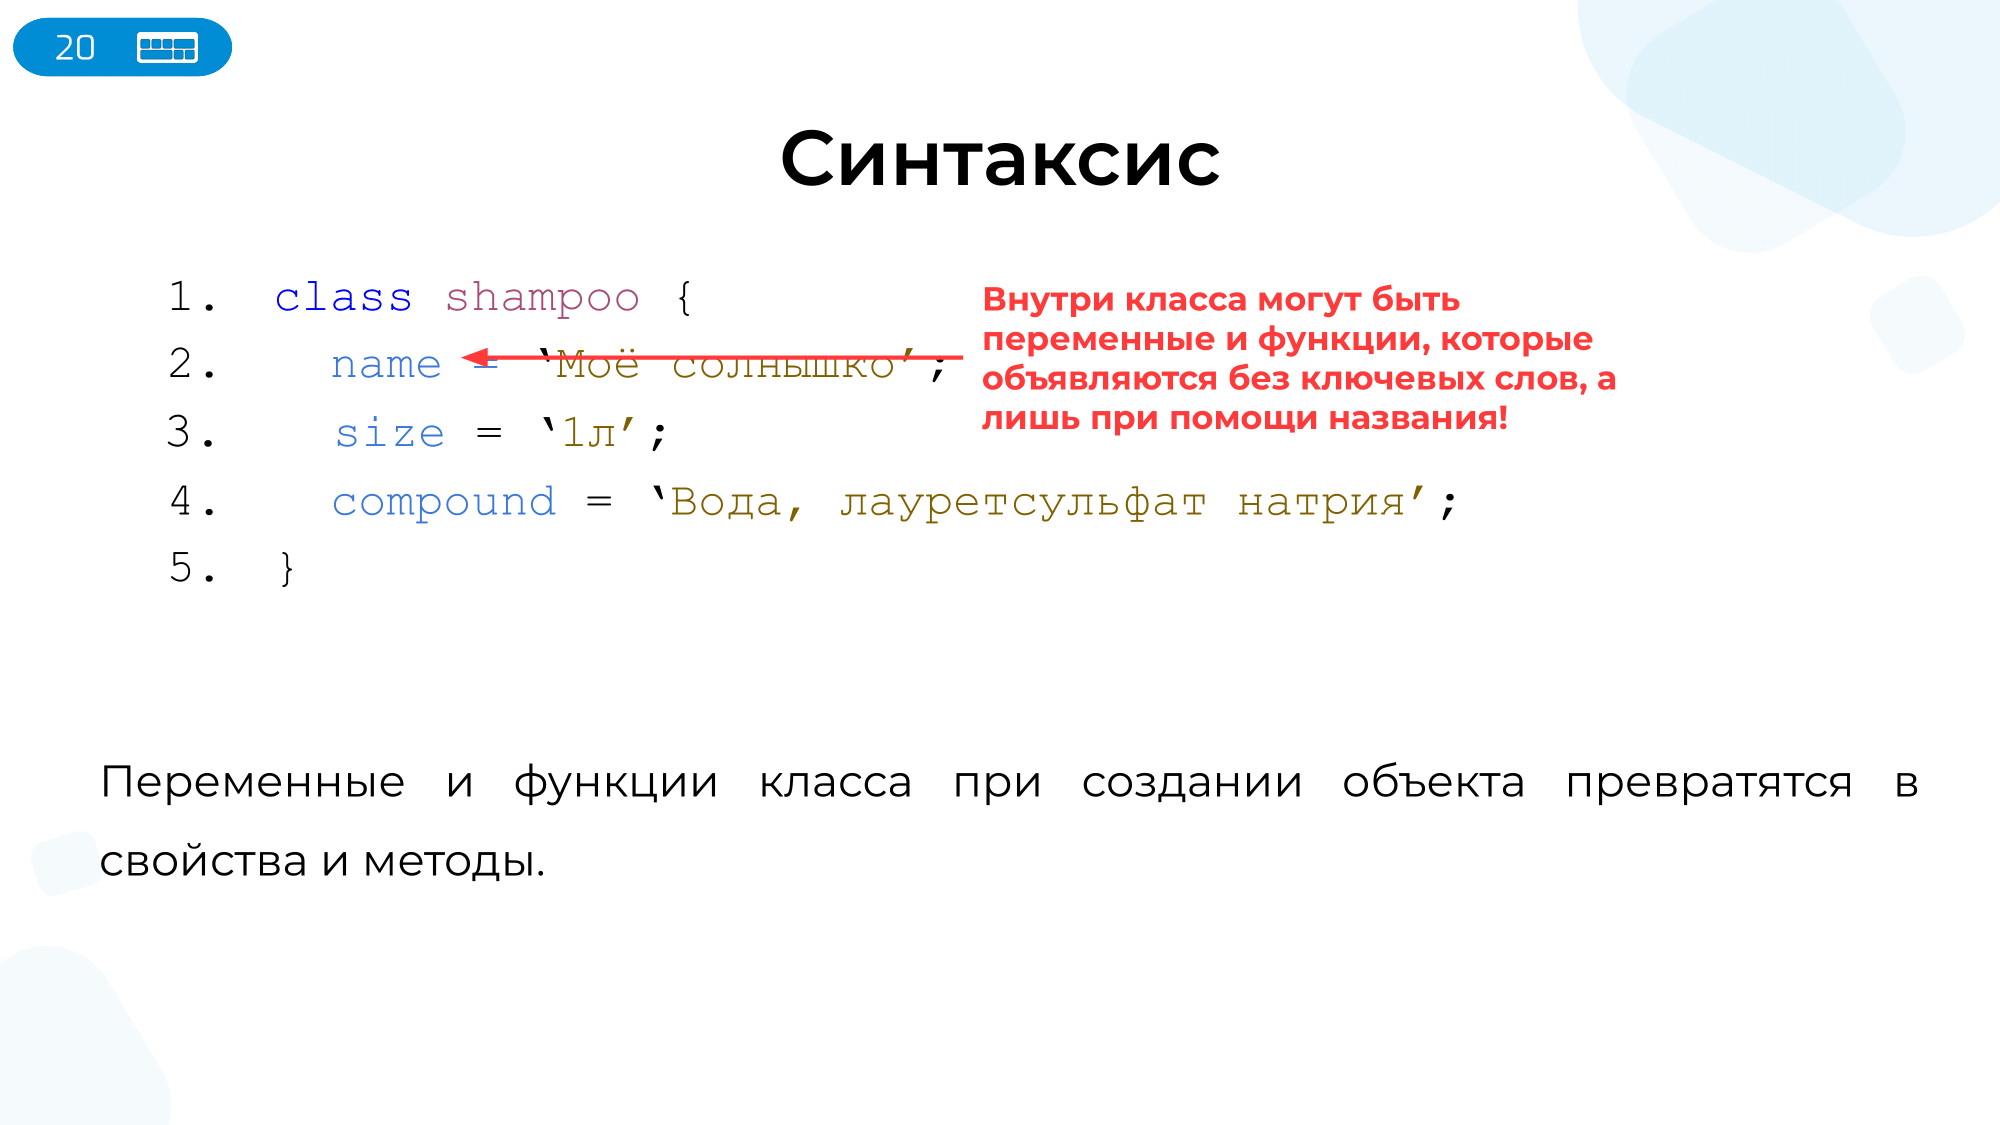 20
Синтаксис
1. class shampoo {
2. name = ‘Моё солнышко’;
3. size = ‘1л’;
4. compound = ‘Вода, лауретсульфат натрия’;
5. }
Внутри класса могут быть
переменные и функции, которые
объявляются без ключевых слов, а
лишь при помощи названия!
Переменные и функции класса при создании объекта превратятся в
свойства и методы.